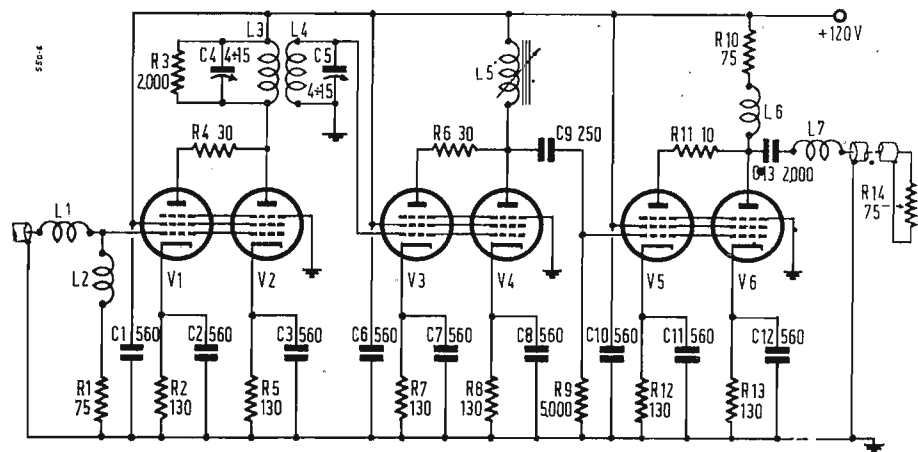 550-6
+120 V
R3
2,000
C4
4÷15
L3
L4
C5
4÷15
L5
R10
75
L6
R4 30
R6 30
C9 250
R11 10
L7
C13 2,000
R14
75
L1
L2
V1
V2
V3
V4
V5
V6
C1
560
C2
560
C3
560
C6
560
C7
560
C8
560
C10
560
C11
560
C12
560
R1
75
R2
130
R5
130
R7
130
R8
130
R9
5,000
R12
130
R13
130